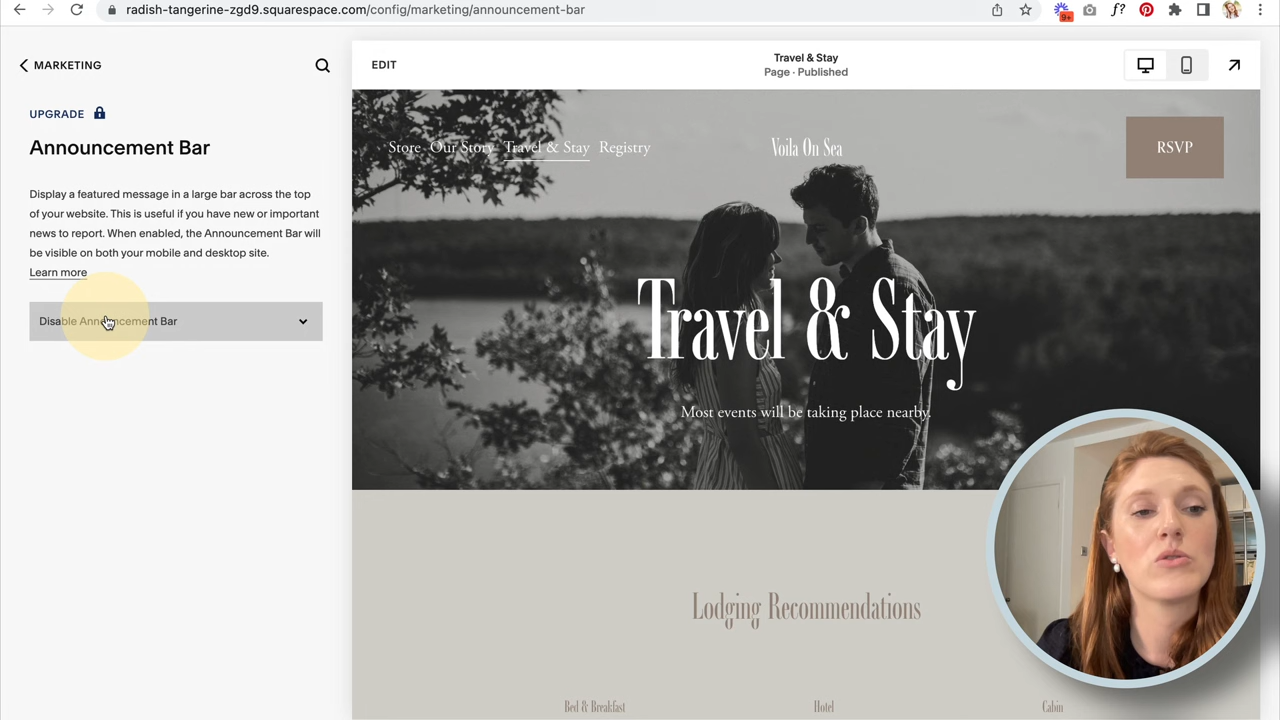 radish-tangerine-zgd9.squarespace.com/config/marketing/announcement-bar
9+
f?
MARKETING
UPGRADE
Announcement Bar
Display a featured message in a large bar across the top
of your website. This is useful if you have new or important
news to report. When enabled, the Announcement Bar will
be visible on both your mobile and desktop site.
Learn more
Disable Announcement Bar
EDIT
Travel & Stay
Page · Published
Store Our Story Travel & Stay Registry
Voila On Sea
RSVP
Travel & Stay
Most events will be taking place nearby.
Lodging Recommendations
Bed & Breakfast
Hotel
Cabin